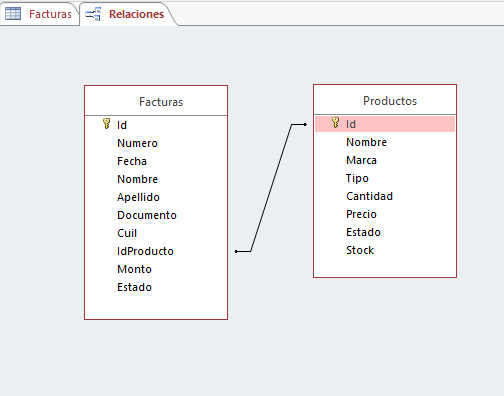 Facturas
Relaciones
Facturas
Id
Numero
Fecha
Nombre
Apellido
Documento
Cuil
IdProducto
Monto
Estado
Productos
Id
Nombre
Marca
Tipo
Cantidad
Precio
Estado
Stock